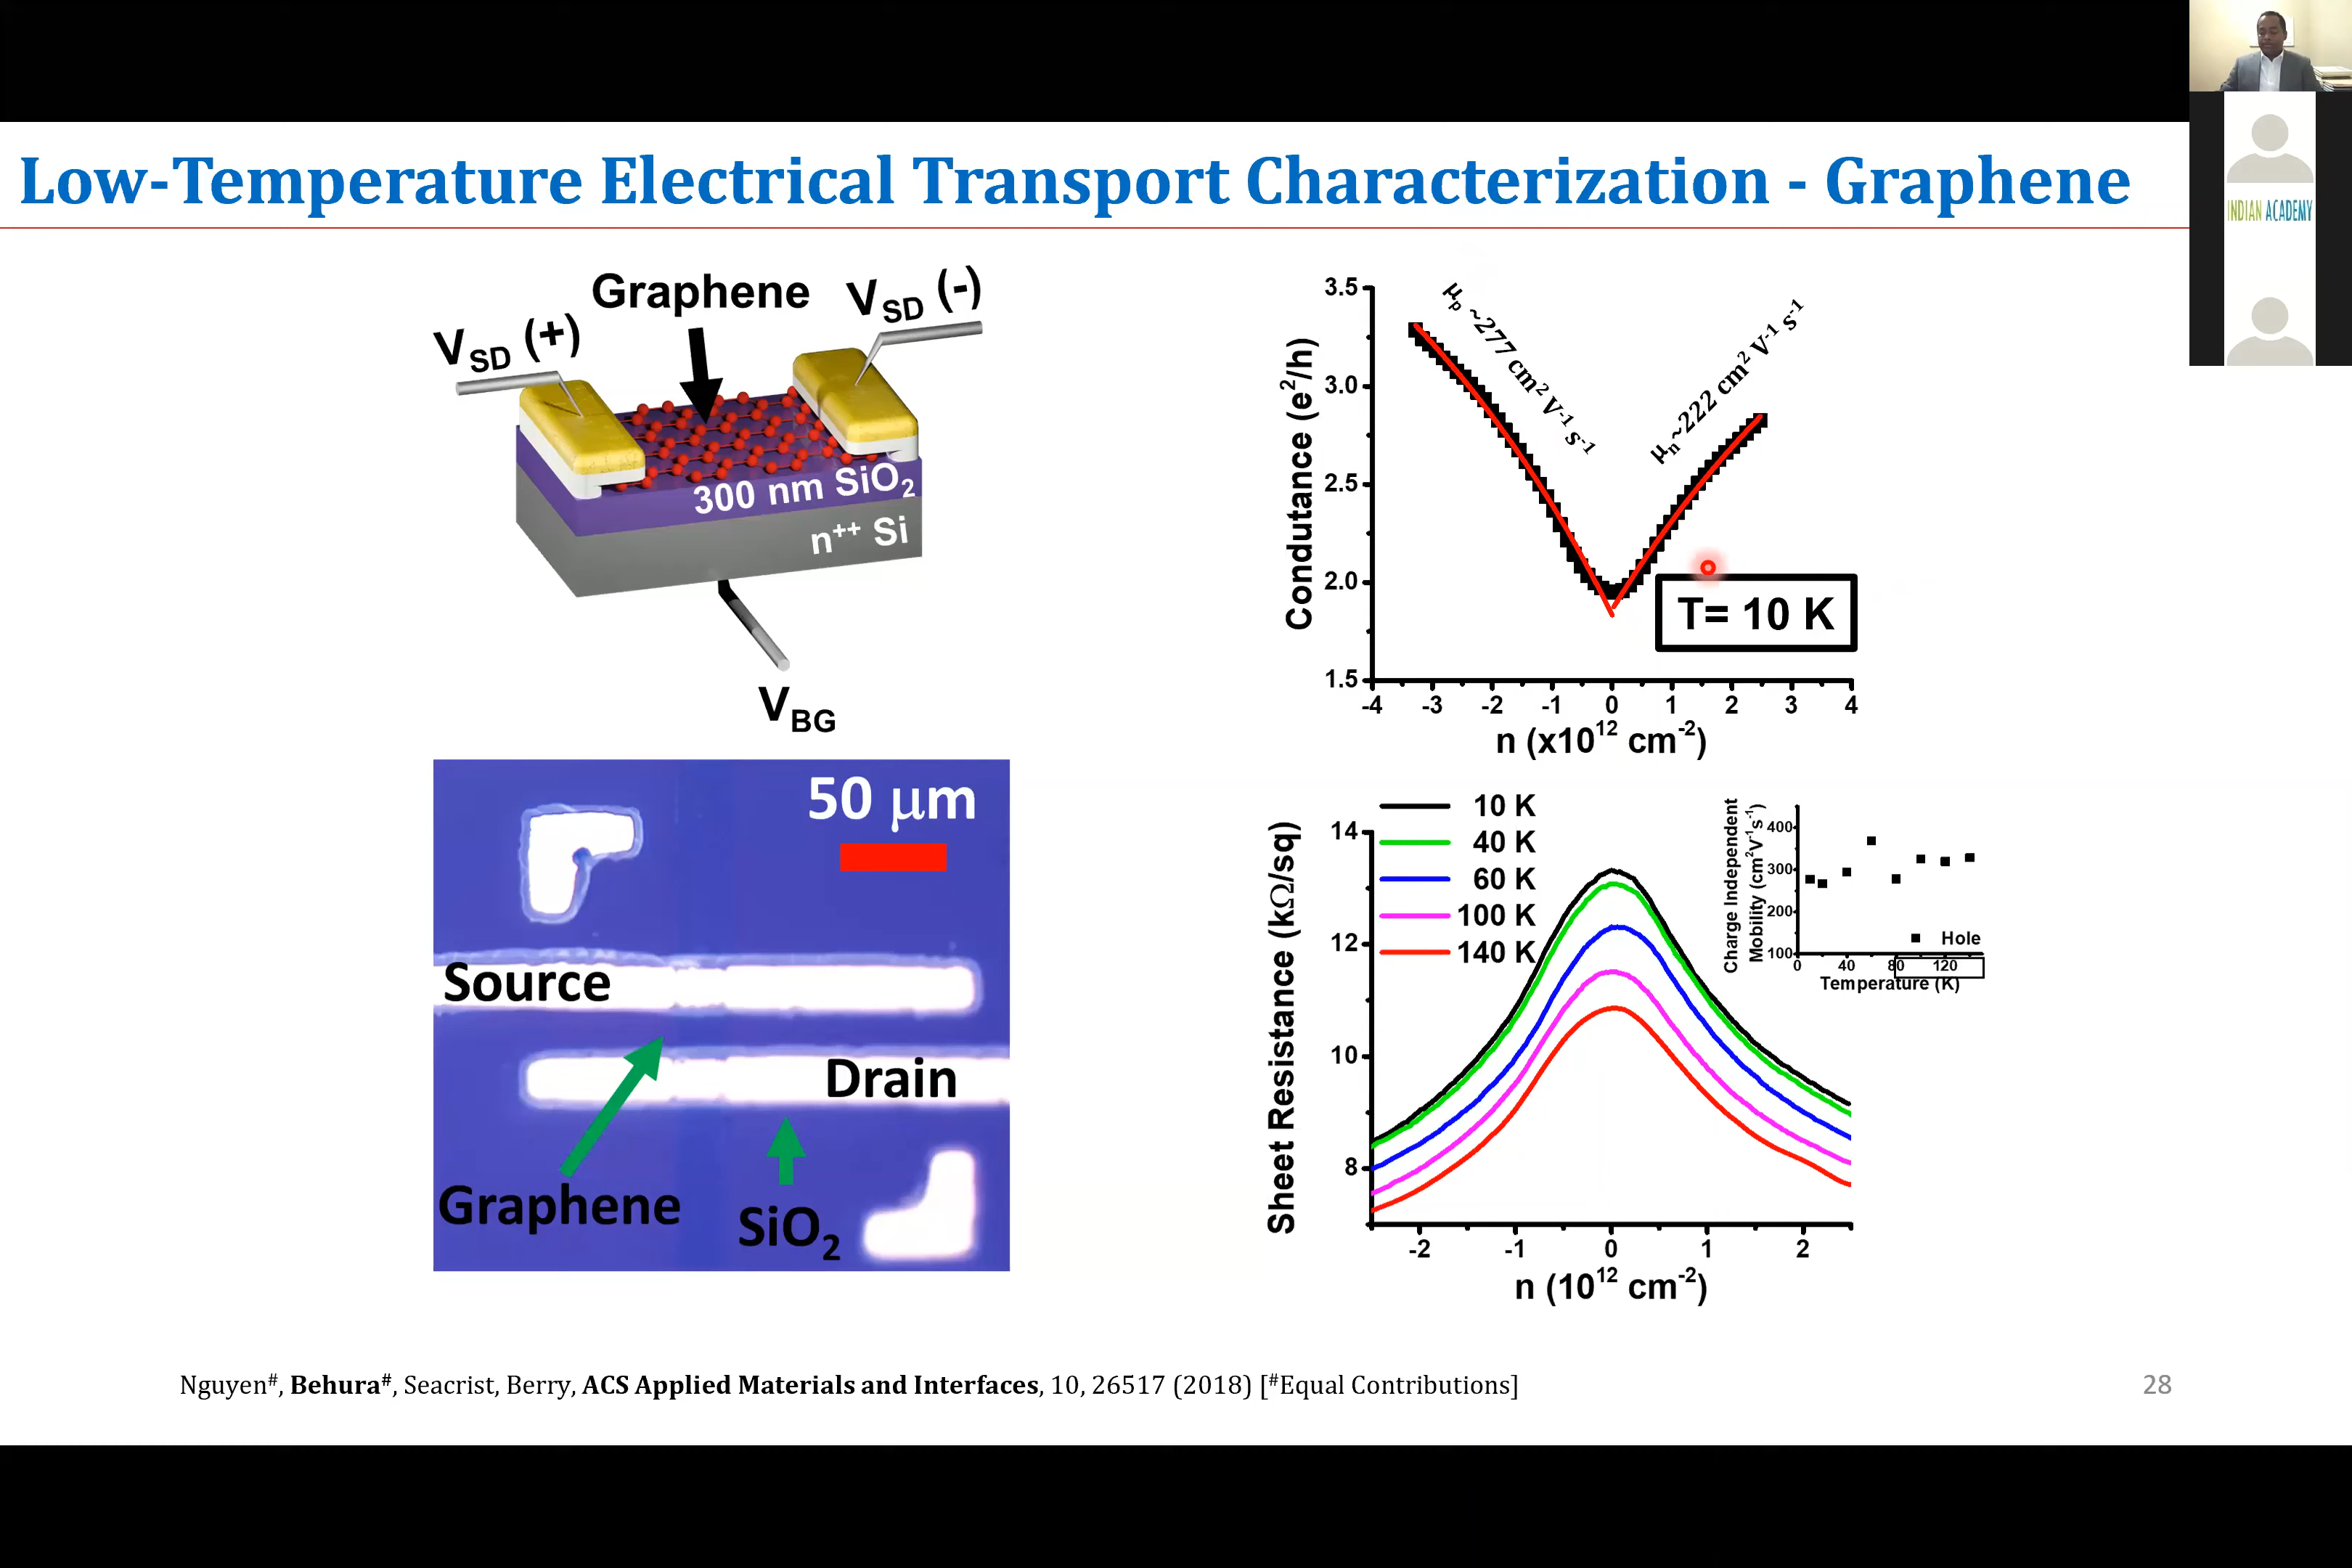 Low-Temperature Electrical Transport Characterization - Graphene
INDIAN ACADEMY
Graphene
V_SD (+)
V_SD (-)
300 nm SiO₂
n⁺⁺ Si
V_BG
50 μm
Source
Drain
Graphene
SiO₂
Condutance (e²/h)
3.5
3.0
2.5
2.0
1.5
μₚ ~277 cm² V⁻¹ s⁻¹
μₙ~222 cm² V⁻¹ s⁻¹
T= 10 K
-4 -3 -2 -1 0 1 2 3 4
n (x10¹² cm⁻²)
Sheet Resistance (kΩ/sq)
14
12
10
8
10 K
40 K
60 K
100 K
140 K
-2 -1 0 1 2
n (10¹² cm⁻²)
Charge Independent
Mobility (cm²V⁻¹s⁻¹)
400
300
200
100
Hole
0 40 80 120
Temperature (K)
Nguyen#, Behura#, Seacrist, Berry, ACS Applied Materials and Interfaces, 10, 26517 (2018) [#Equal Contributions]
28